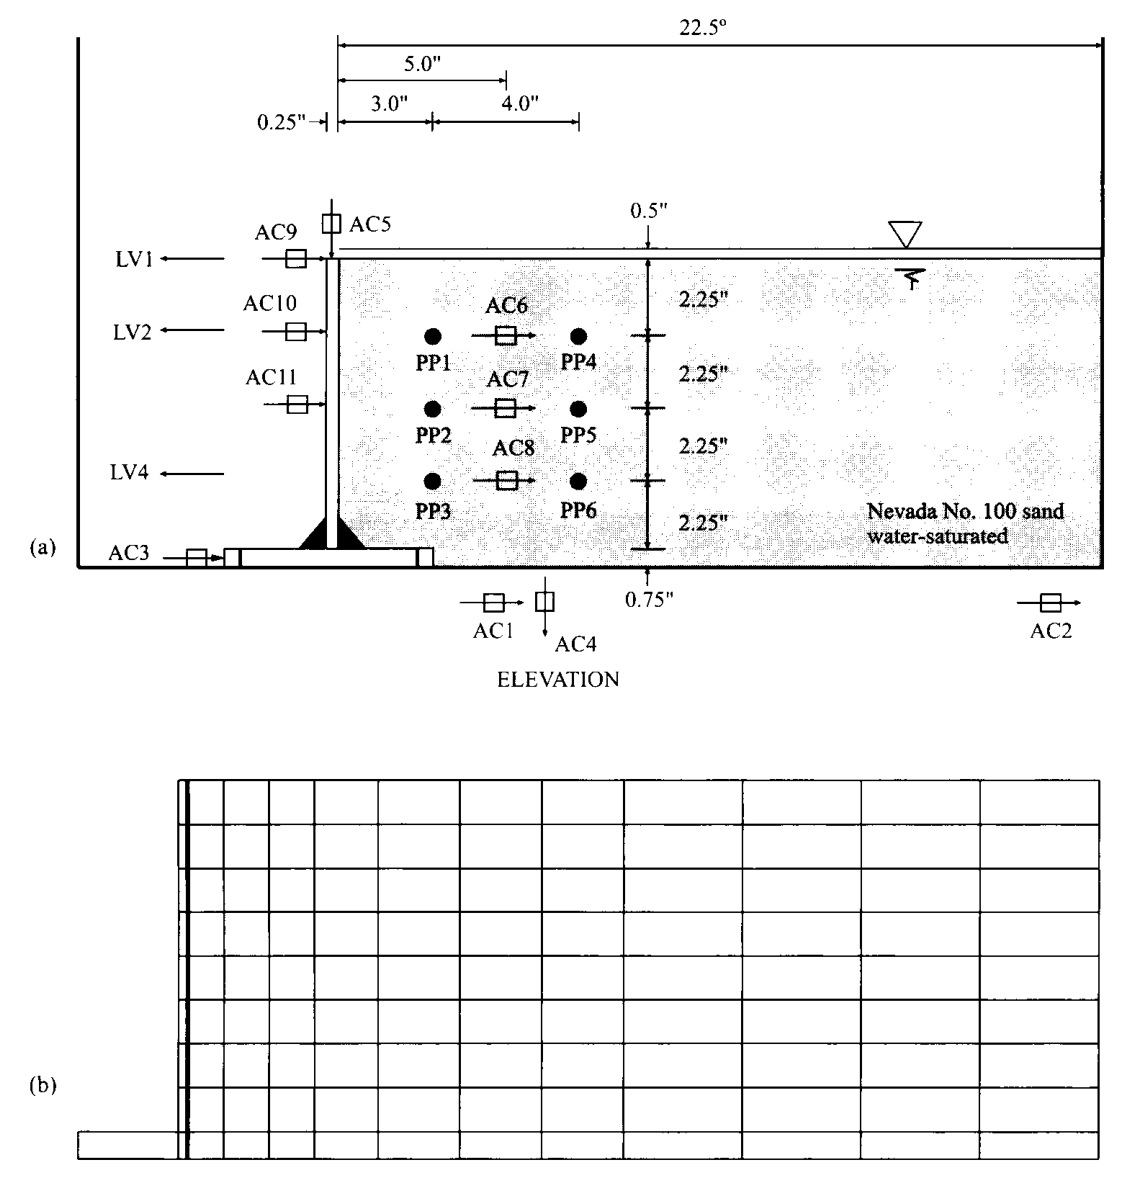 22.5°
5.0"
3.0" 4.0"
0.25"
0.5"
AC5
AC9
LV1
2.25"
AC10 AC6
LV2
PP1 PP4
AC11 AC7 2.25"
PP2 PP5
AC8 2.25"
LV4
PP3 PP6 2.25" Nevada No. 100 sand
water-saturated
(a)
AC3
0.75"
AC1 AC2
AC4
ELEVATION
(b)